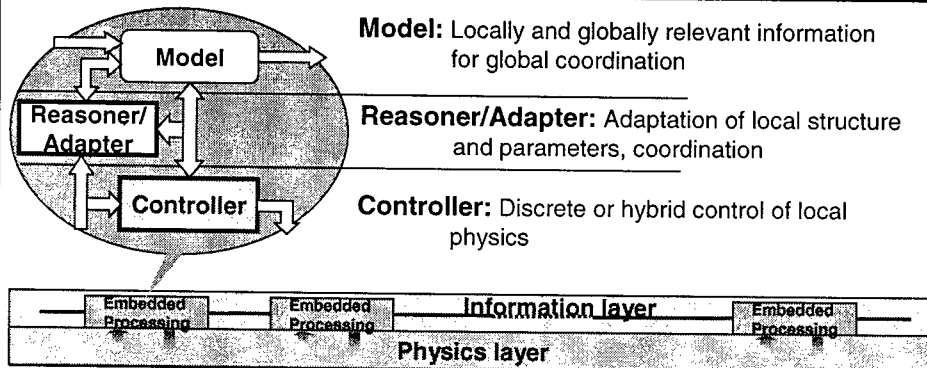 Model
Model: Locally and globally relevant information
for global coordination
Reasoner/
Adapter
Reasoner/Adapter: Adaptation of local structure
and parameters, coordination
Controller
Controller: Discrete or hybrid control of local
physics
Embedded
Processing
Embedded
Processing
Information layer
Embedded
Processing
Physics layer